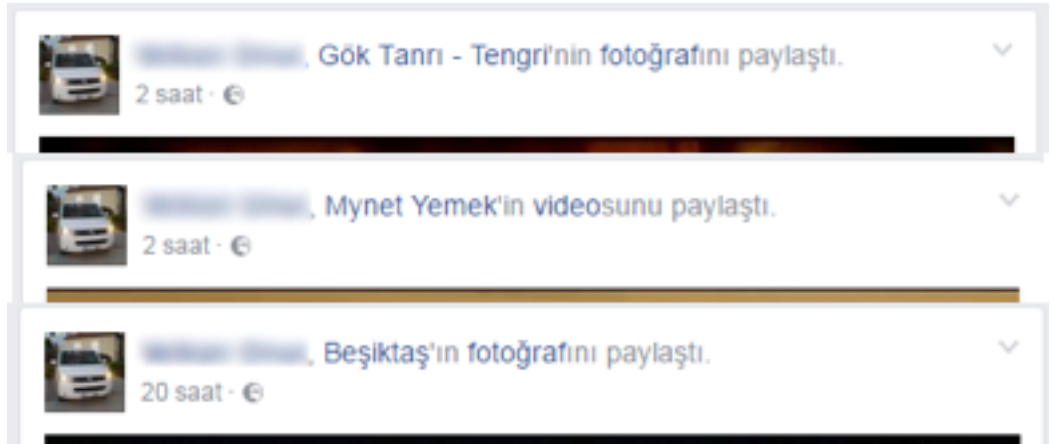 , Gök Tanrı - Tengri'nin fotoğrafını paylaştı.
2 saat ·
, Mynet Yemek'in videosunu paylaştı.
2 saat ·
, Beşiktaş'ın fotoğrafını paylaştı.
20 saat ·